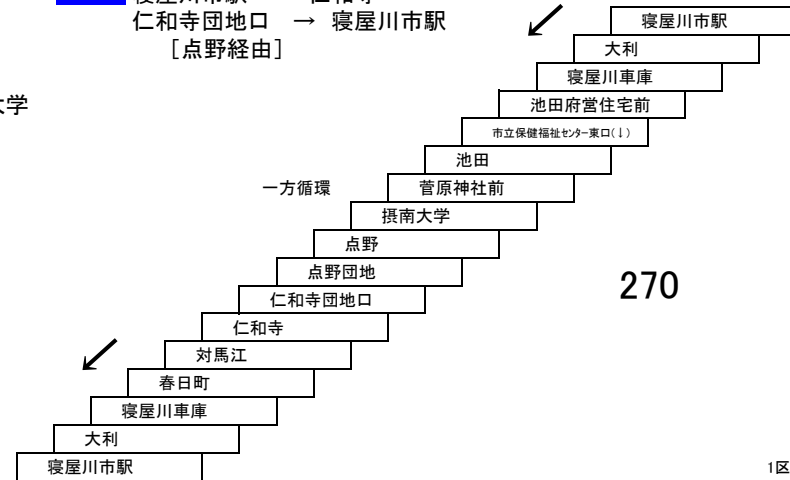 仁和寺団地口 → 寝屋川市駅
[点野経由]
大学
寝屋川市駅
大利
寝屋川車庫
池田府営住宅前
市立保健福祉センター東口(↓)
池田
一方循環
菅原神社前
摂南大学
点野
点野団地
270
仁和寺団地口
仁和寺
対馬江
春日町
寝屋川車庫
大利
寝屋川市駅
1区